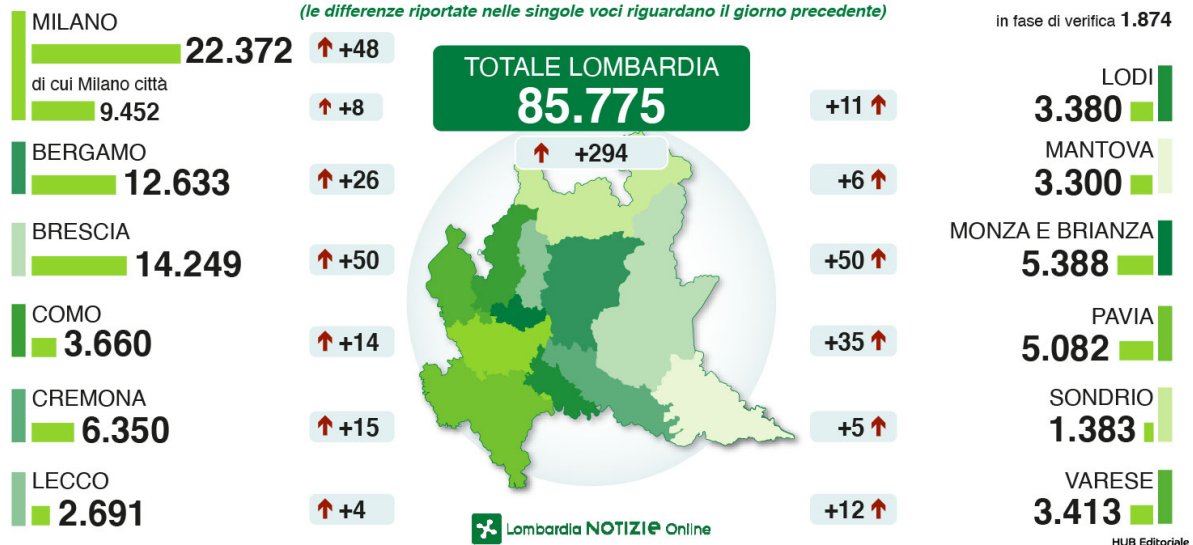 (le differenze riportate nelle singole voci riguardano il giorno precedente)
in fase di verifica 1.874
MILANO
22.372
+48
di cui Milano città
9.452
+8
BERGAMO
12.633
+26
BRESCIA
14.249
+50
COMO
3.660
+14
CREMONA
6.350
+15
LECCO
2.691
+4
TOTALE LOMBARDIA
85.775
+294
LODI
+11
3.380
MANTOVA
+6
3.300
MONZA E BRIANZA
+50
5.388
PAVIA
+35
5.082
SONDRIO
+5
1.383
VARESE
+12
3.413
Lombardia NOTIZIe Online
HUB Editoriale